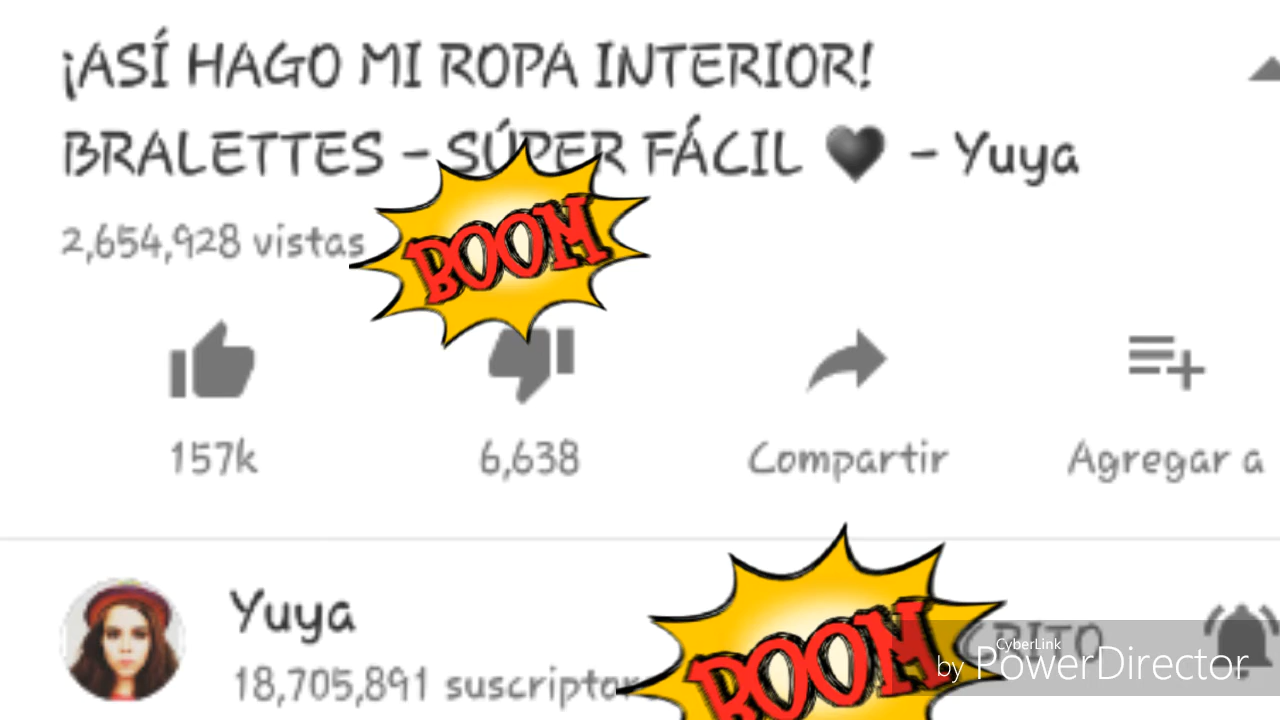 ¡ASÍ HAGO MI ROPA INTERIOR!
BRALETTES - SÚPER FÁCIL ♥ - Yuya
2,654,928 vistas
BOOM
157k
6,638
Compartir
Agregar a
Yuya
18,705,891 suscriptor
BOOM
CyberLink
by PowerDirector